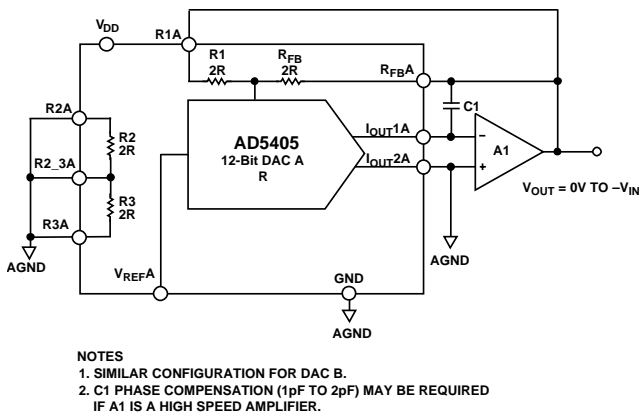 VDD
R1A
R1
2R
RFB
2R
RFBA
C1
R2A
R2
2R
R2_3A
R3
2R
R3A
AGND
AD5405
12-Bit DAC A
R
IOUT1A
IOUT2A
–
A1
+
VOUT = 0V TO –VIN
AGND
VREFA
GND
AGND
NOTES
1. SIMILAR CONFIGURATION FOR DAC B.
2. C1 PHASE COMPENSATION (1pF TO 2pF) MAY BE REQUIRED
IF A1 IS A HIGH SPEED AMPLIFIER.